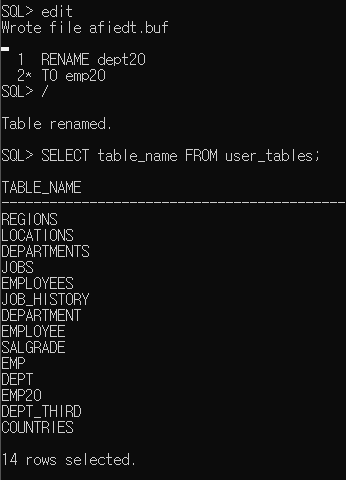 SQL> edit
Wrote file afiedt.buf
1 RENAME dept20
2* TO emp20
SQL> /
Table renamed.
SQL> SELECT table_name FROM user_tables;
TABLE_NAME
--------------------------------------------
REGIONS
LOCATIONS
DEPARTMENTS
JOBS
EMPLOYEES
JOB_HISTORY
DEPARTMENT
EMPLOYEE
SALGRADE
EMP
DEPT
EMP20
DEPT_THIRD
COUNTRIES
14 rows selected.